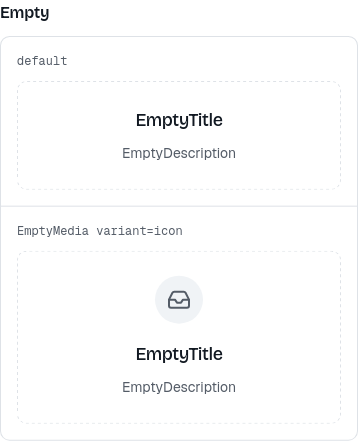 Empty
default
EmptyTitle
EmptyDescription
EmptyMedia variant=icon
EmptyTitle
EmptyDescription